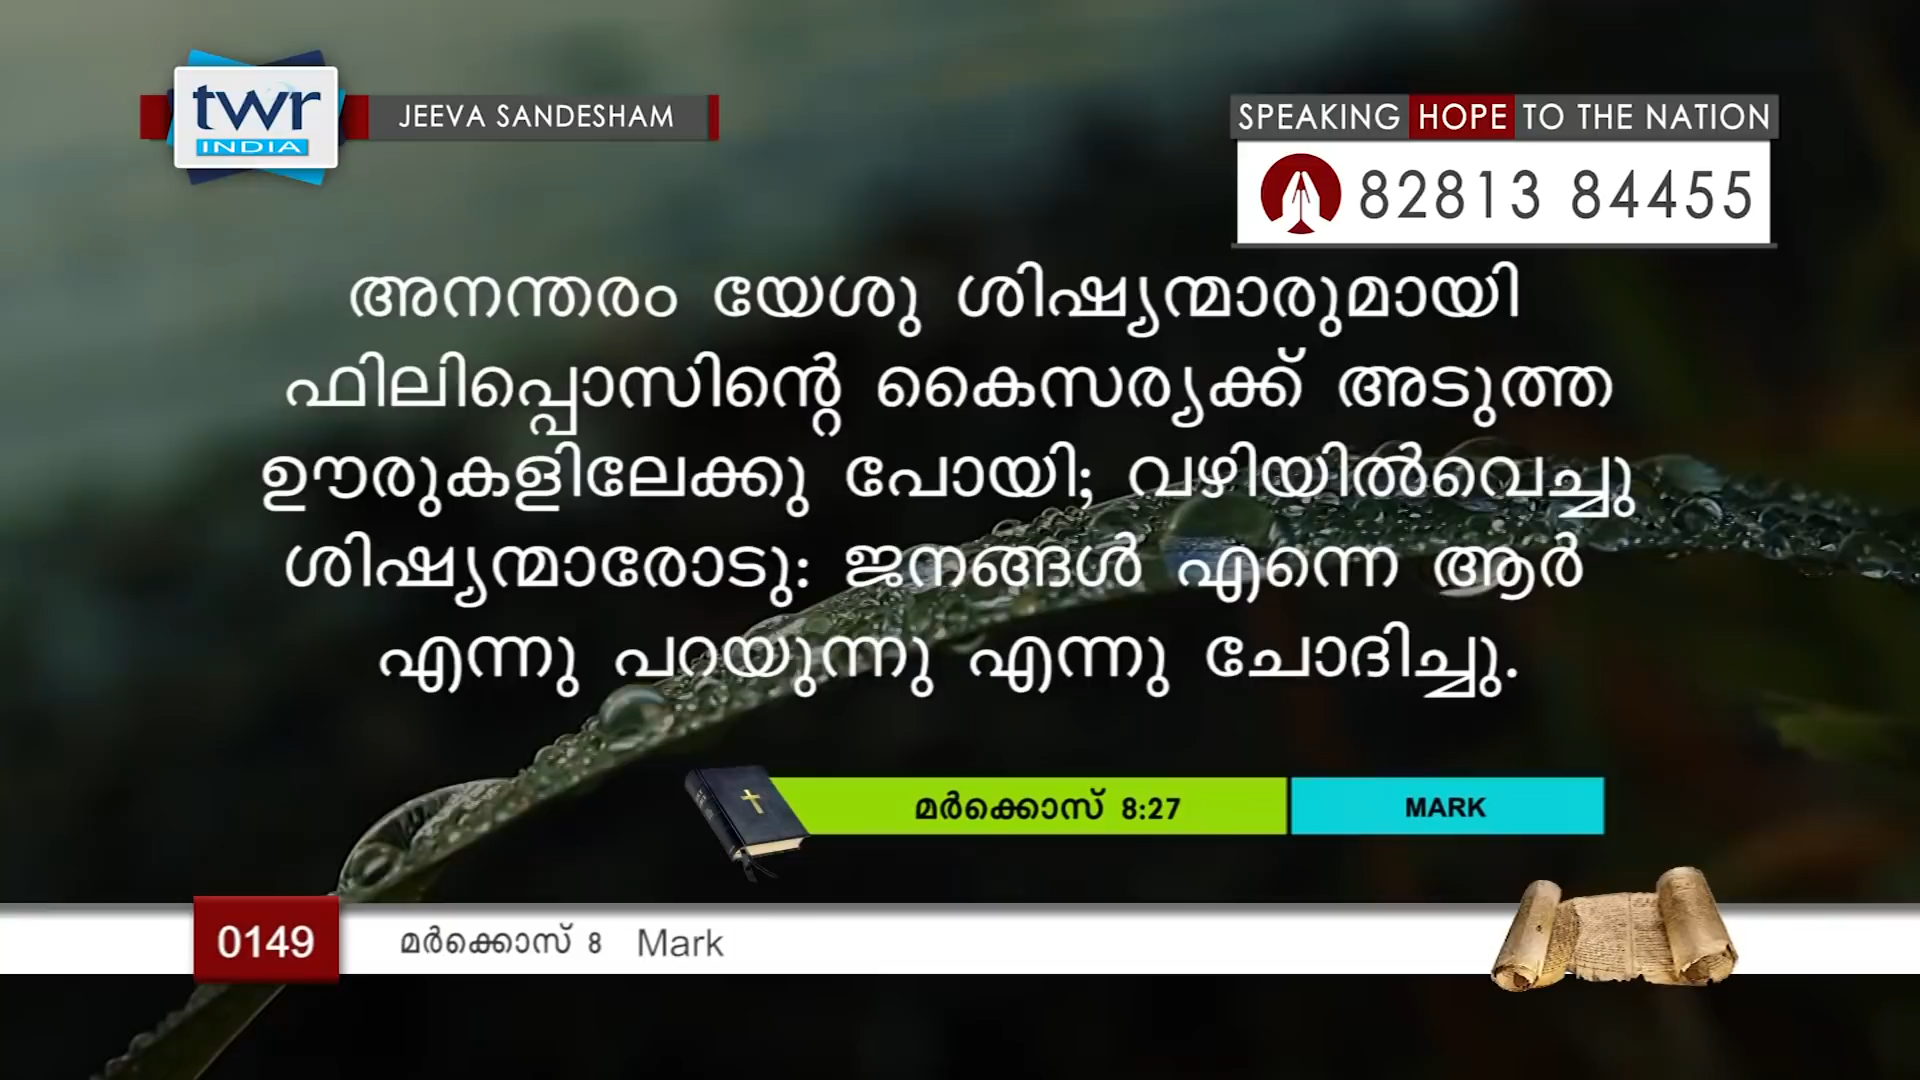 twr
INDIA
JEEVA SANDESHAM
SPEAKING HOPE TO THE NATION
82813 84455
അനന്തരം യേശു ശിഷ്യന്മാരുമായി
ഫിലിപ്പൊസിന്റെ കൈസര്യക്ക് അടുത്ത
ഊരുകളിലേക്കു പോയി; വഴിയിൽവെച്ചു
ശിഷ്യന്മാരോടു: ജനങ്ങൾ എന്നെ ആർ
എന്നു പറയുന്നു എന്നു ചോദിച്ചു.
മർക്കൊസ് 8:27
MARK
0149
മർക്കൊസ് 8 Mark